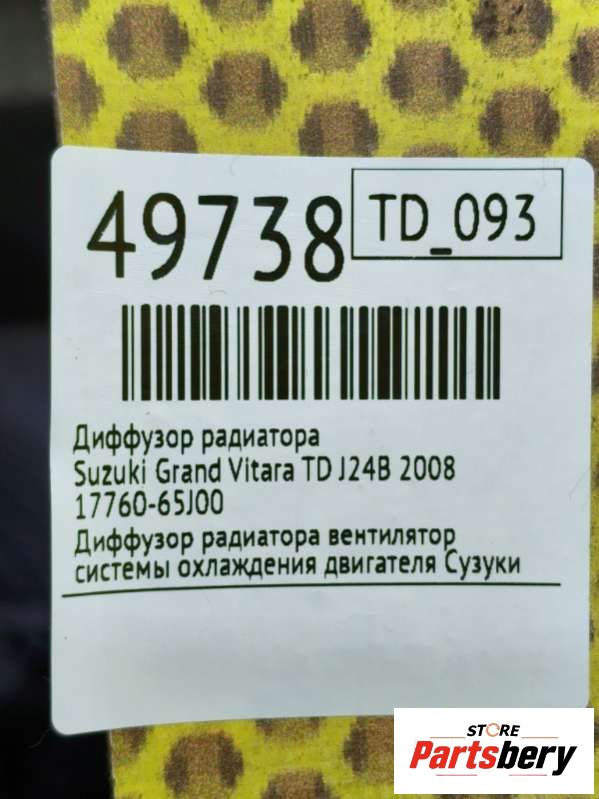 49738
TD_093
Диффузор радиатора
Suzuki Grand Vitara TD J24B 2008
17760-65J00
Диффузор радиатора вентилятор
системы охлаждения двигателя Сузуки
STORE
Partsbery